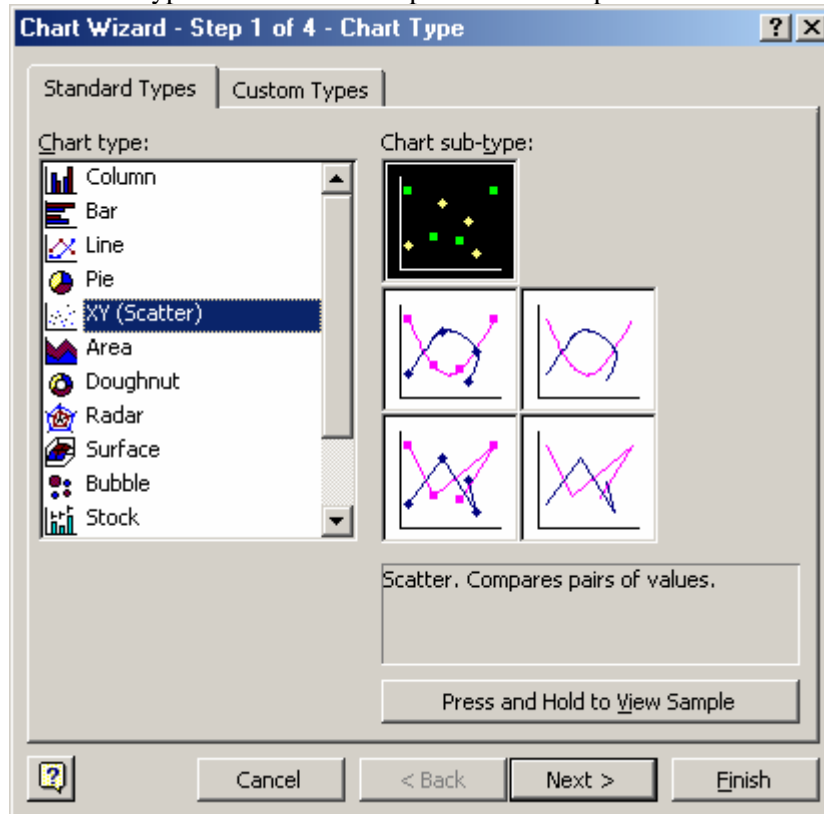 Chart Wizard - Step 1 of 4 - Chart Type
Standard Types
Custom Types
Chart type:
Column
Bar
Line
Pie
XY (Scatter)
Area
Doughnut
Radar
Surface
Bubble
Stock
Chart sub-type:
Scatter. Compares pairs of values.
Press and Hold to View Sample
Cancel
< Back
Next >
Finish